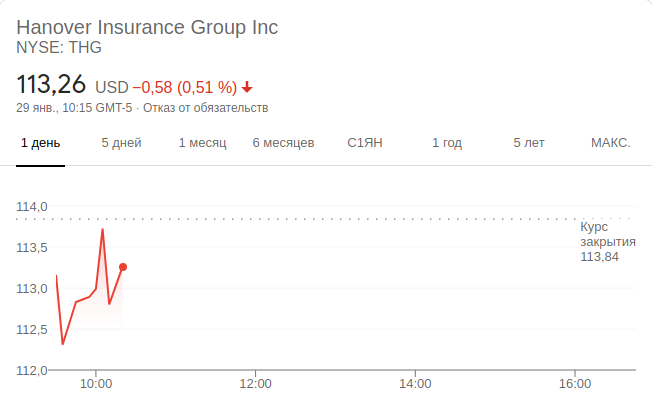 Hanover Insurance Group Inc
NYSE: THG
113,26 USD −0,58 (0,51 %)
29 янв., 10:15 GMT-5 · Отказ от обязательств
1 день 5 дней 1 месяц 6 месяцев С1ЯН 1 год 5 лет МАКС.
114,0
Курс
закрытия
113,84
113,5
113,0
112,5
112,0
10:00 12:00 14:00 16:00